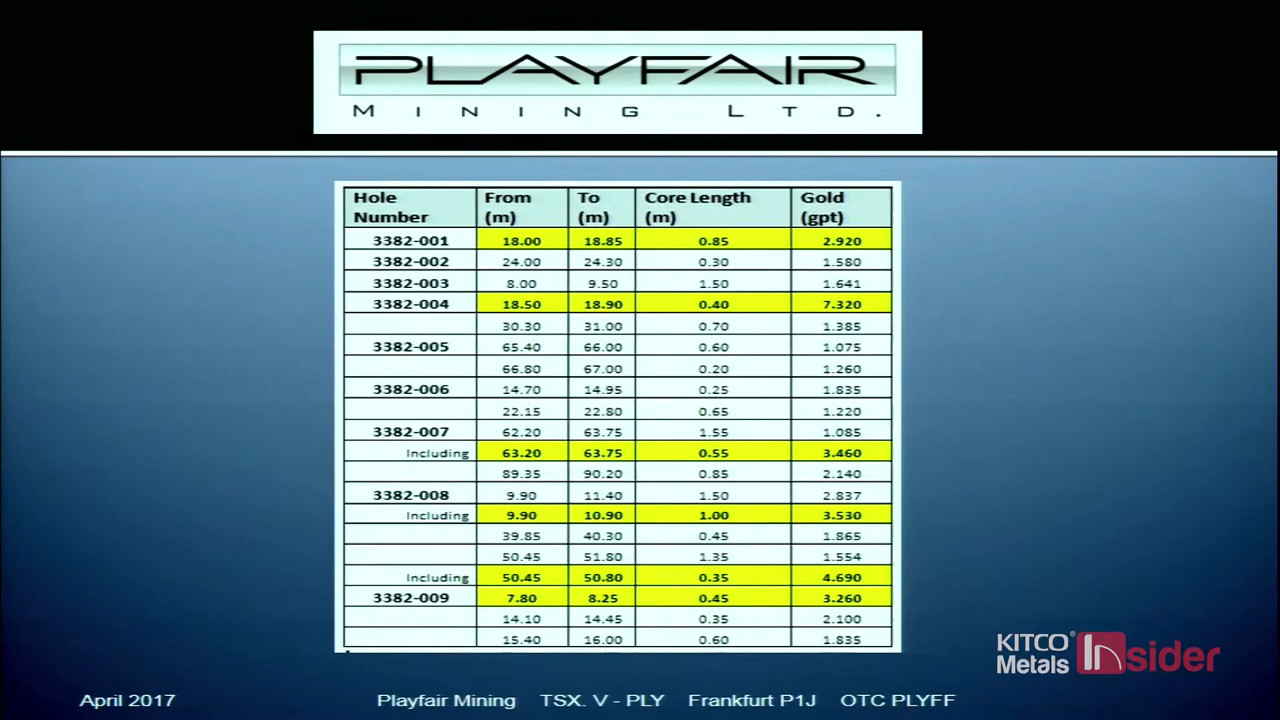 PLAYFAIR
MINING LTD.
Hole Number From (m) To (m) Core Length (m) Gold (gpt)
3382-001 18.00 18.85 0.85 2.920
3382-002 24.00 24.30 0.30 1.580
3382-003 8.00 9.50 1.50 1.641
3382-004 18.50 18.90 0.40 7.320
30.30 31.00 0.70 1.385
3382-005 65.40 66.00 0.60 1.075
66.80 67.00 0.20 1.260
3382-006 14.70 14.95 0.25 1.835
22.15 22.80 0.65 1.220
3382-007 62.20 63.75 1.55 1.085
Including 63.20 63.75 0.55 3.460
89.35 90.20 0.85 2.140
3382-008 9.90 11.40 1.50 2.837
Including 9.90 10.90 1.00 3.530
39.85 40.30 0.45 1.865
50.45 51.80 1.35 1.554
Including 50.45 50.80 0.35 4.690
3382-009 7.80 8.25 0.45 3.260
14.10 14.45 0.35 2.100
15.40 16.00 0.60 1.835
KITCO®
Metals Insider
April 2017 Playfair Mining TSX. V - PLY Frankfurt P1J OTC PLYFF